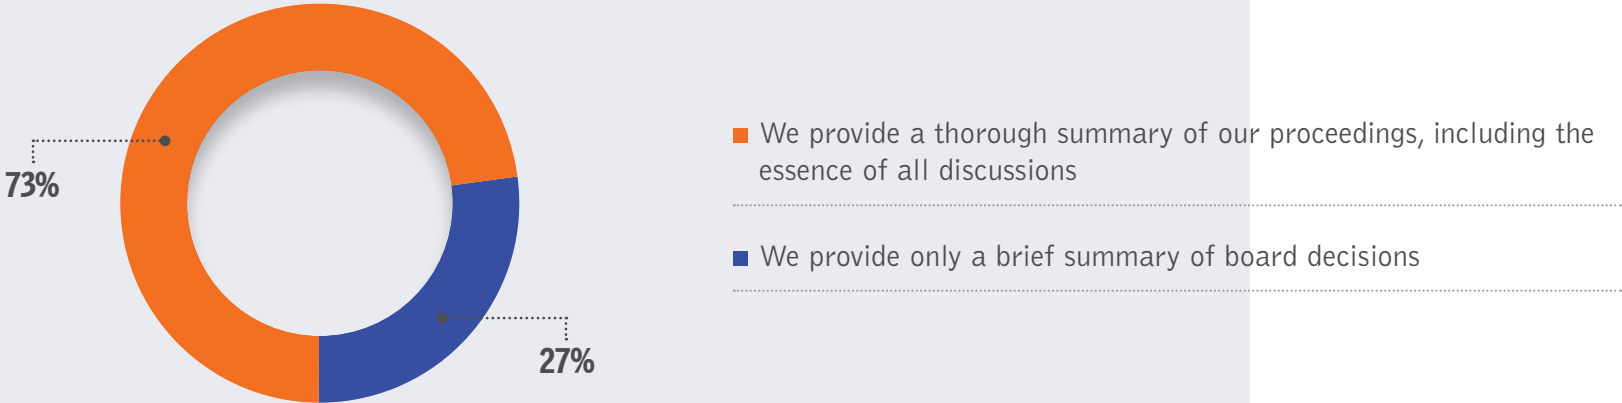 73%
27%
We provide a thorough summary of our proceedings, including the
essence of all discussions
We provide only a brief summary of board decisions